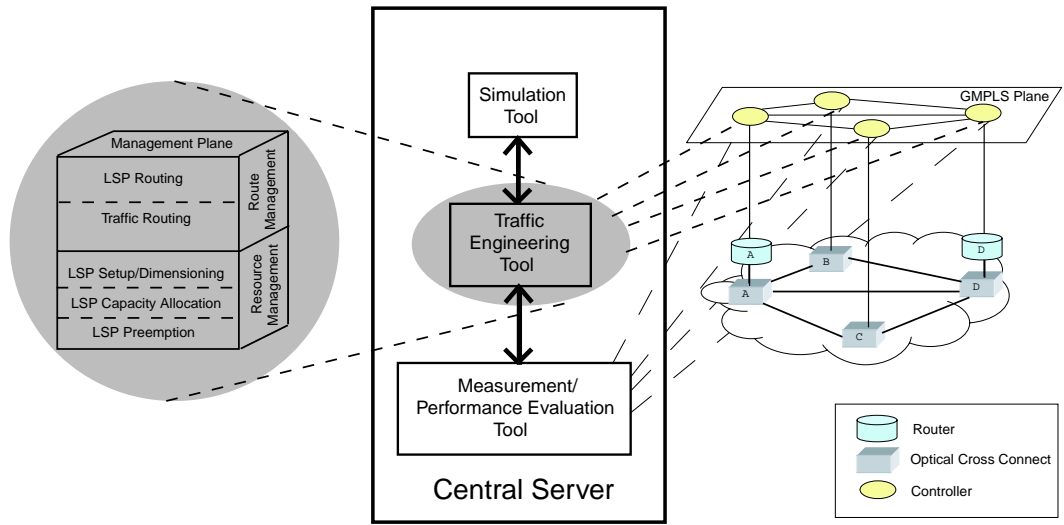 Management Plane
LSP Routing
Traffic Routing
Route
Management
LSP Setup/Dimensioning
LSP Capacity Allocation
LSP Preemption
Resource
Management
Simulation
Tool
Traffic
Engineering
Tool
Measurement/
Performance Evaluation
Tool
Central Server
GMPLS Plane
A
D
B
A
D
C
Router
Optical Cross Connect
Controller